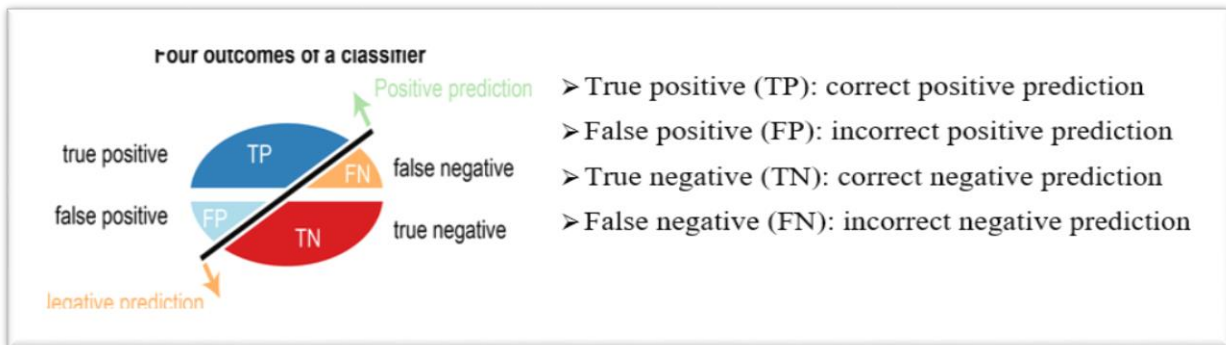 Four outcomes of a classifier
Positive prediction
true positive
TP
FN
false negative
false positive
FP
TN
true negative
Negative prediction
➢ True positive (TP): correct positive prediction
➢ False positive (FP): incorrect positive prediction
➢ True negative (TN): correct negative prediction
➢ False negative (FN): incorrect negative prediction